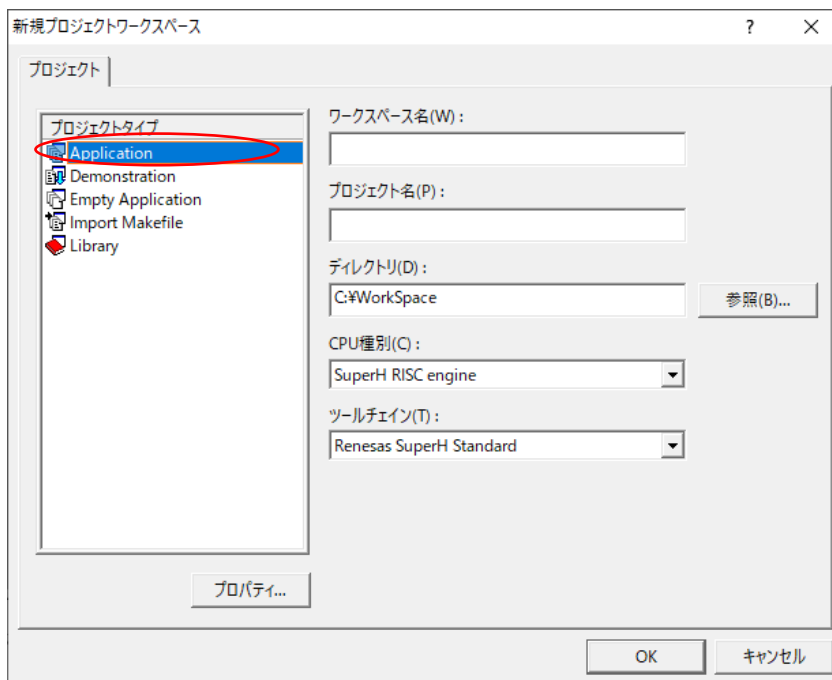 新規プロジェクトワークスペース
?
プロジェクト
プロジェクトタイプ
Application
Demonstration
Empty Application
Import Makefile
Library
ワークスペース名(W) :
プロジェクト名(P) :
ディレクトリ(D) :
C:¥WorkSpace
参照(B)...
CPU種別(C) :
SuperH RISC engine
ツールチェイン(T) :
Renesas SuperH Standard
プロパティ...
OK
キャンセル